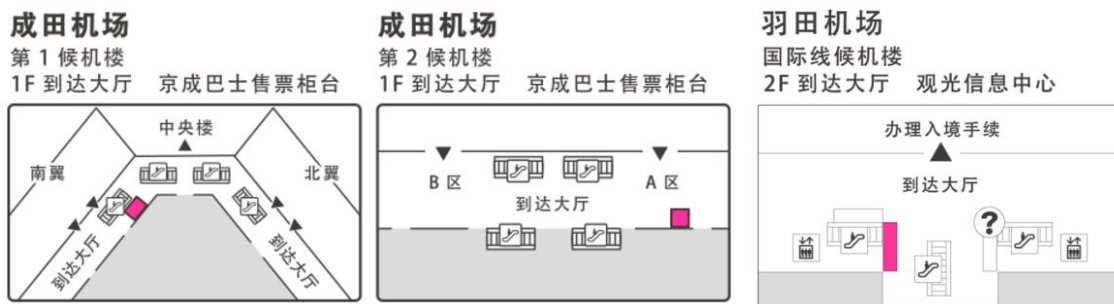 成田机场
第 1 候机楼
1F 到达大厅 京成巴士售票柜台
中央楼
南翼
北翼
到达大厅
到达大厅
成田机场
第 2 候机楼
1F 到达大厅 京成巴士售票柜台
B 区
A 区
到达大厅
羽田机场
国际线候机楼
2F 到达大厅 观光信息中心
办理入境手续
到达大厅
?